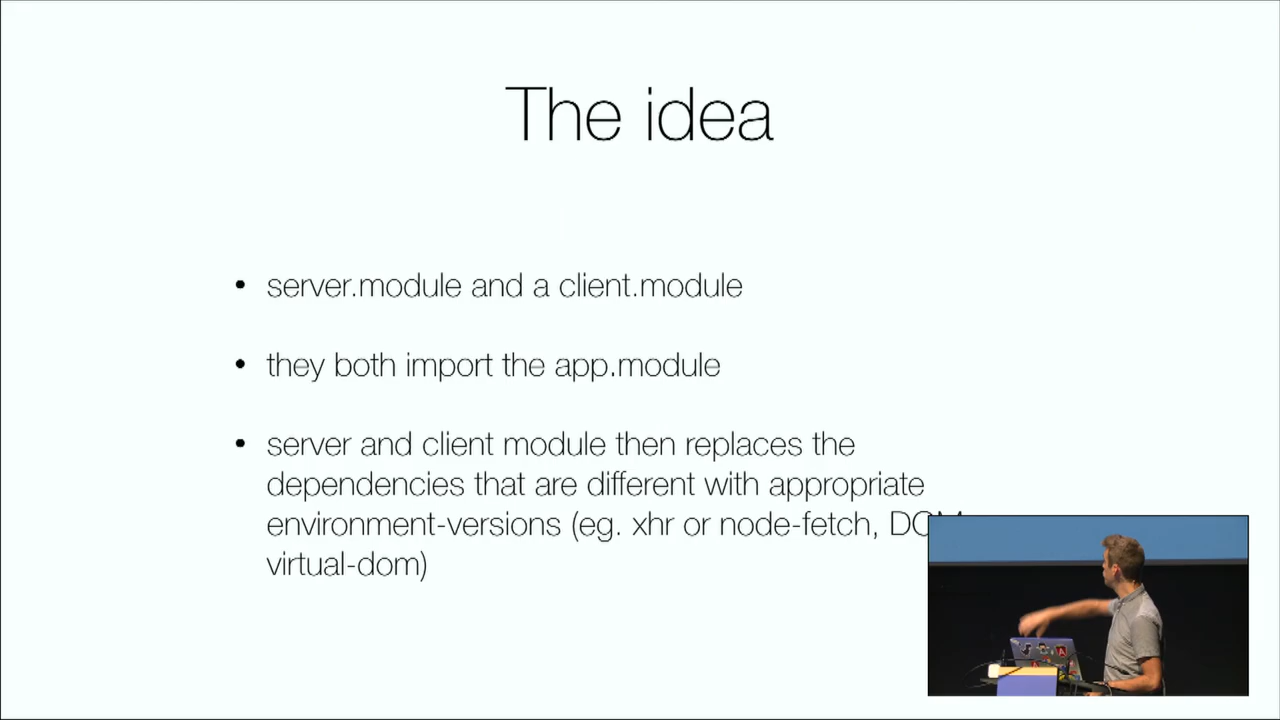 The idea
• server.module and a client.module
• they both import the app.module
• server and client module then replaces the
dependencies that are different with appropriate
environment-versions (eg. xhr or node-fetch,
virtual-dom)